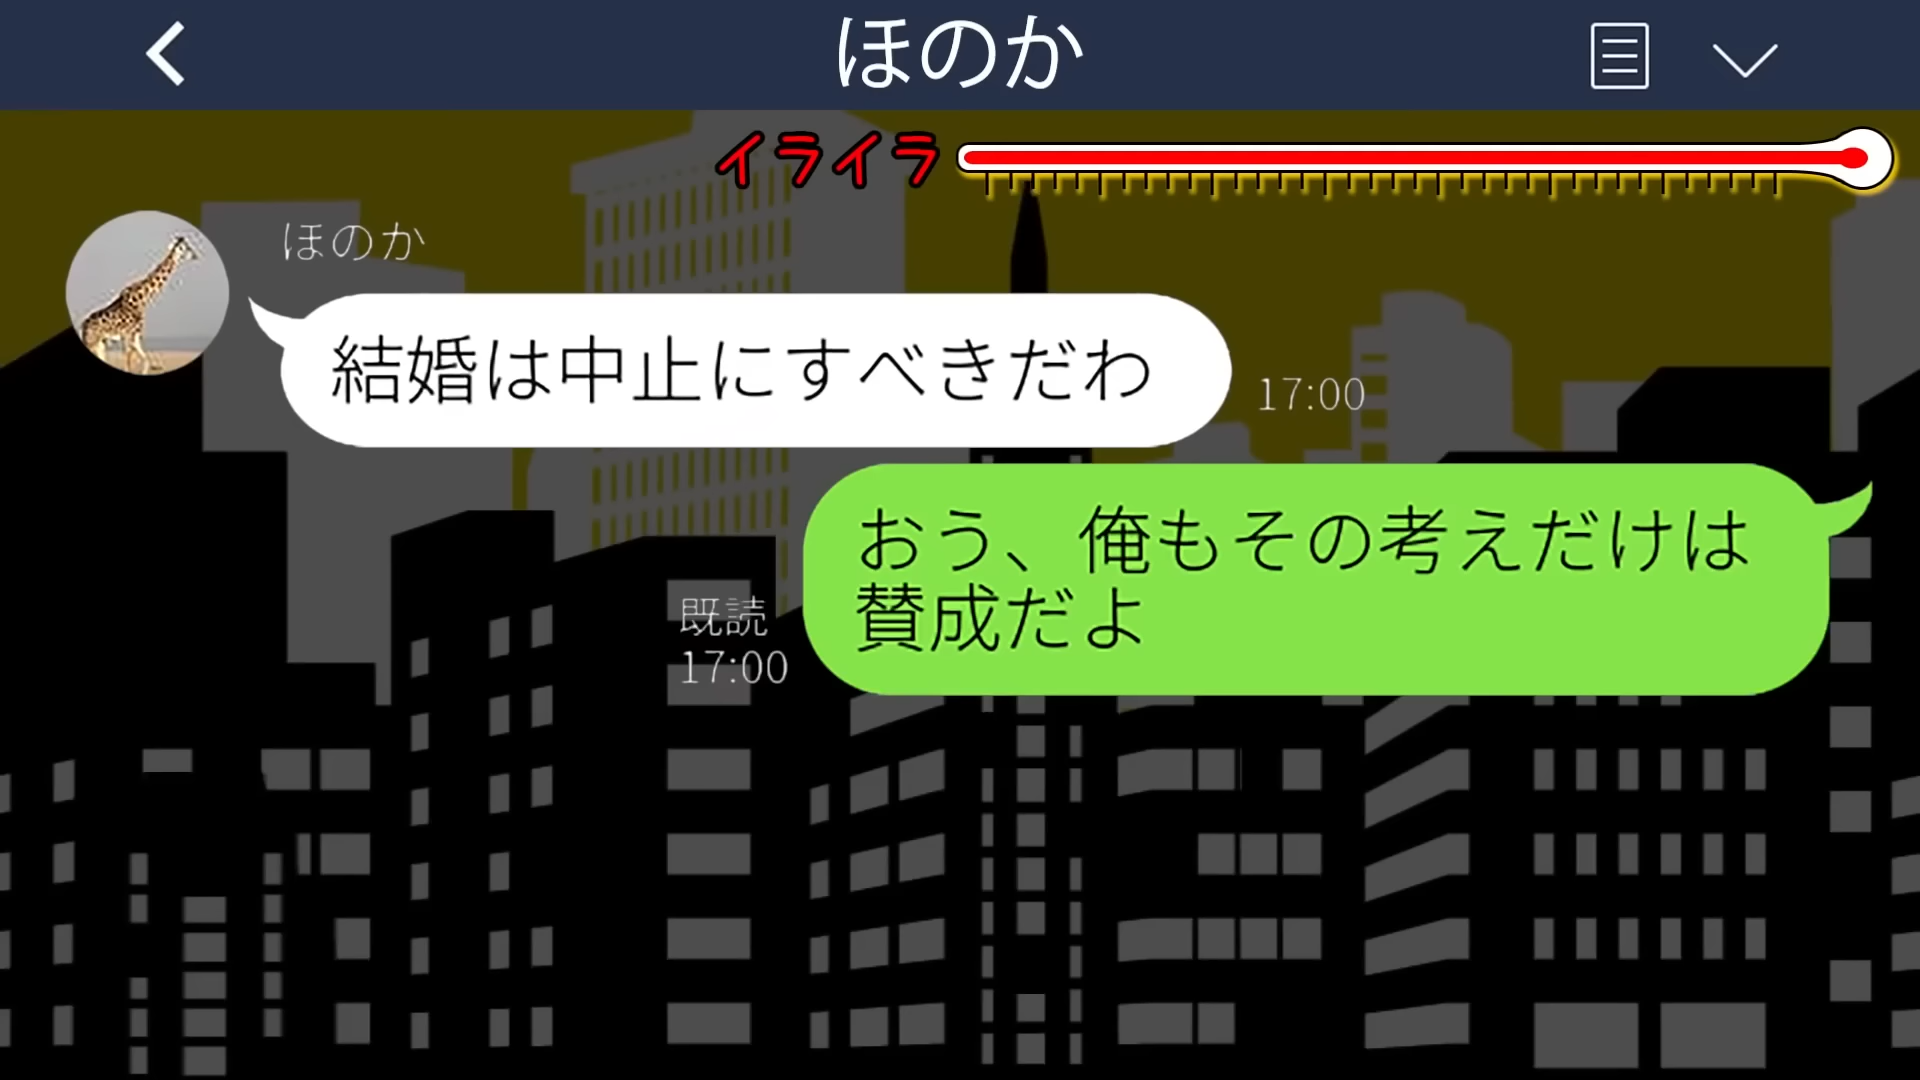 ほのか
イライラ
ほのか
結婚は中止にすべきだわ
17:00
おう、俺もその考えだけは
賛成だよ
既読
17:00